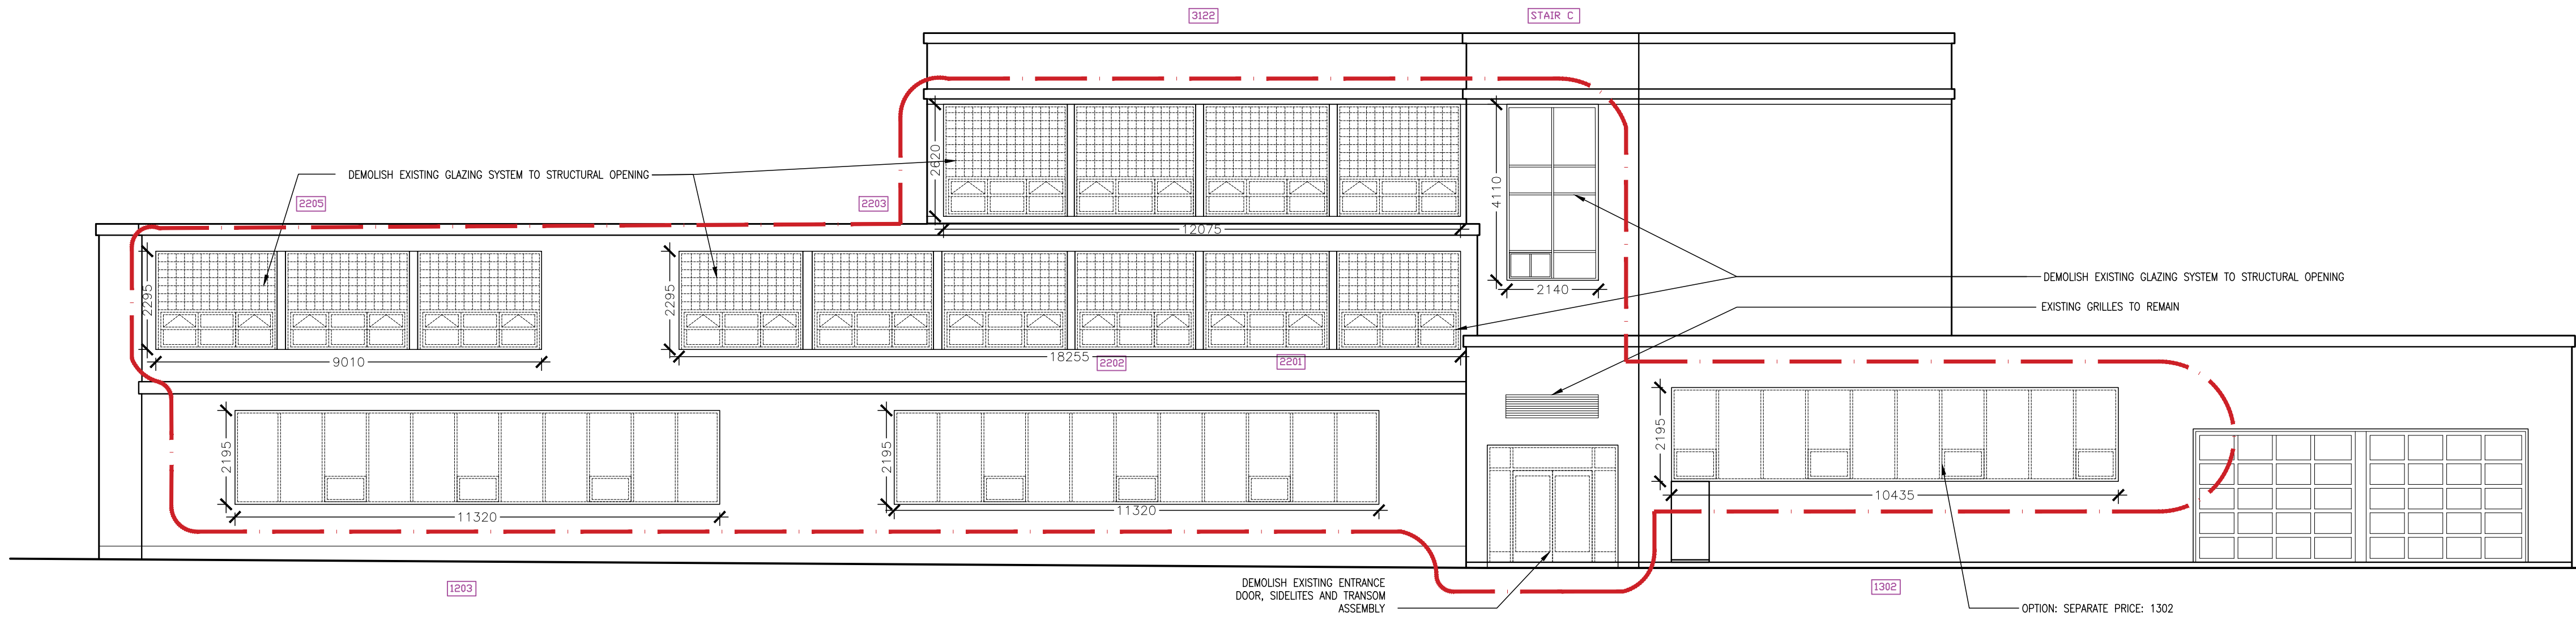 3122
STAIR C
2620
4110
DEMOLISH EXISTING GLAZING SYSTEM TO STRUCTURAL OPENING
2205
2203
12075
2295
2295
2140
DEMOLISH EXISTING GLAZING SYSTEM TO STRUCTURAL OPENING
EXISTING GRILLES TO REMAIN
9010
18255
2202
2201
2195
2195
2195
11320
11320
10435
DEMOLISH EXISTING ENTRANCE
DOOR, SIDELITES AND TRANSOM
ASSEMBLY
1203
1302
OPTION: SEPARATE PRICE: 1302